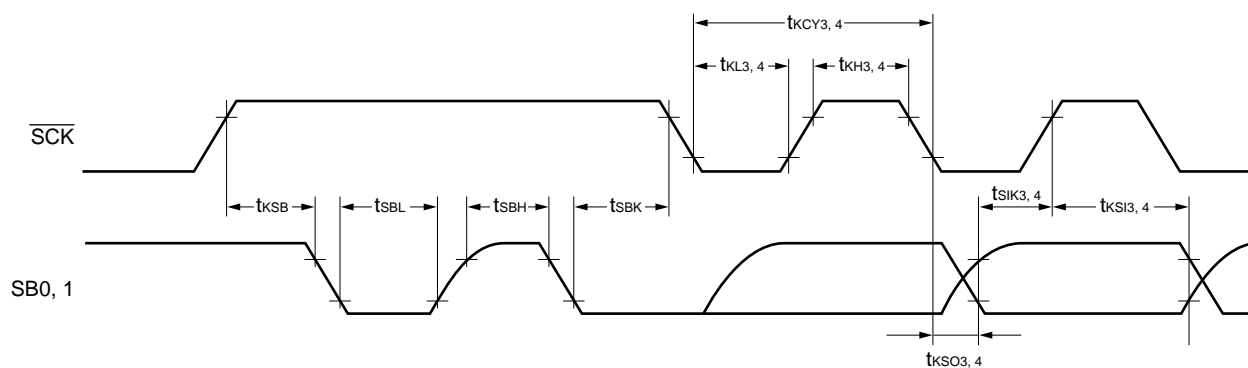 tKCY3, 4
tKL3, 4
tKH3, 4
SCK
tKSB
tSBL
tSBH
tSBK
tSIK3, 4
tKSI3, 4
SB0, 1
tKSO3, 4